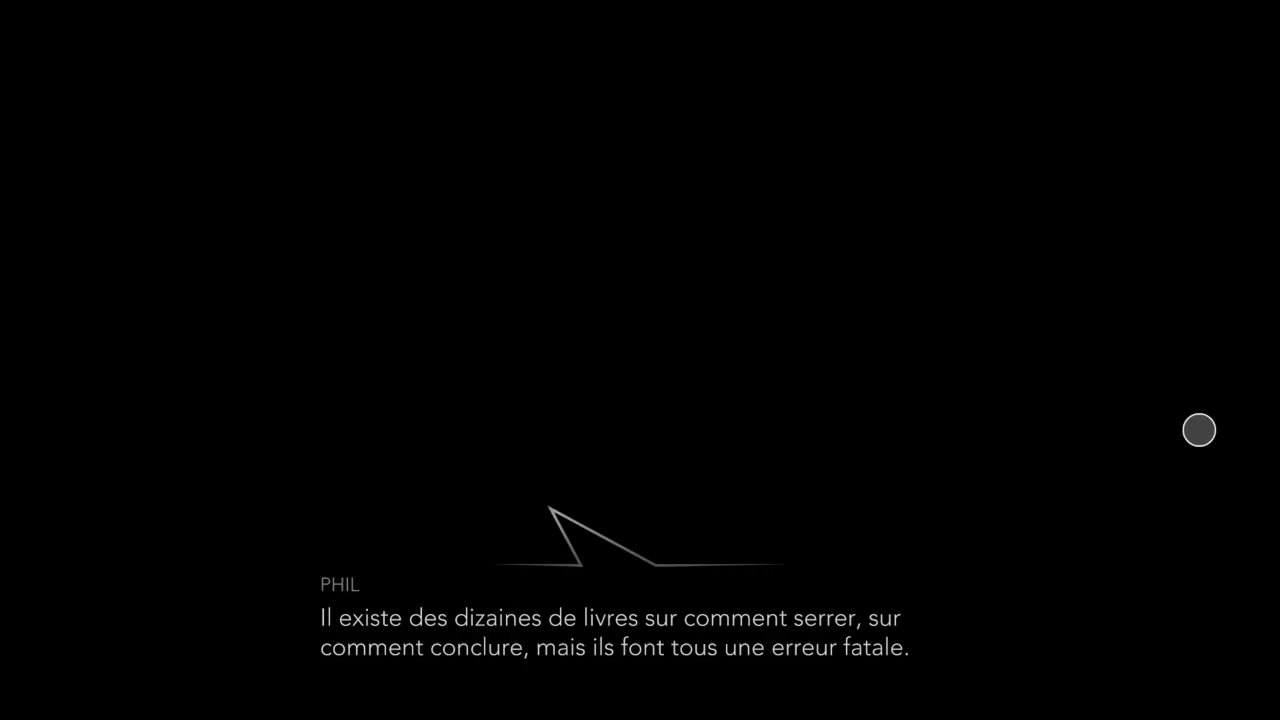 PHIL
Il existe des dizaines de livres sur comment serrer, sur
comment conclure, mais ils font tous une erreur fatale.